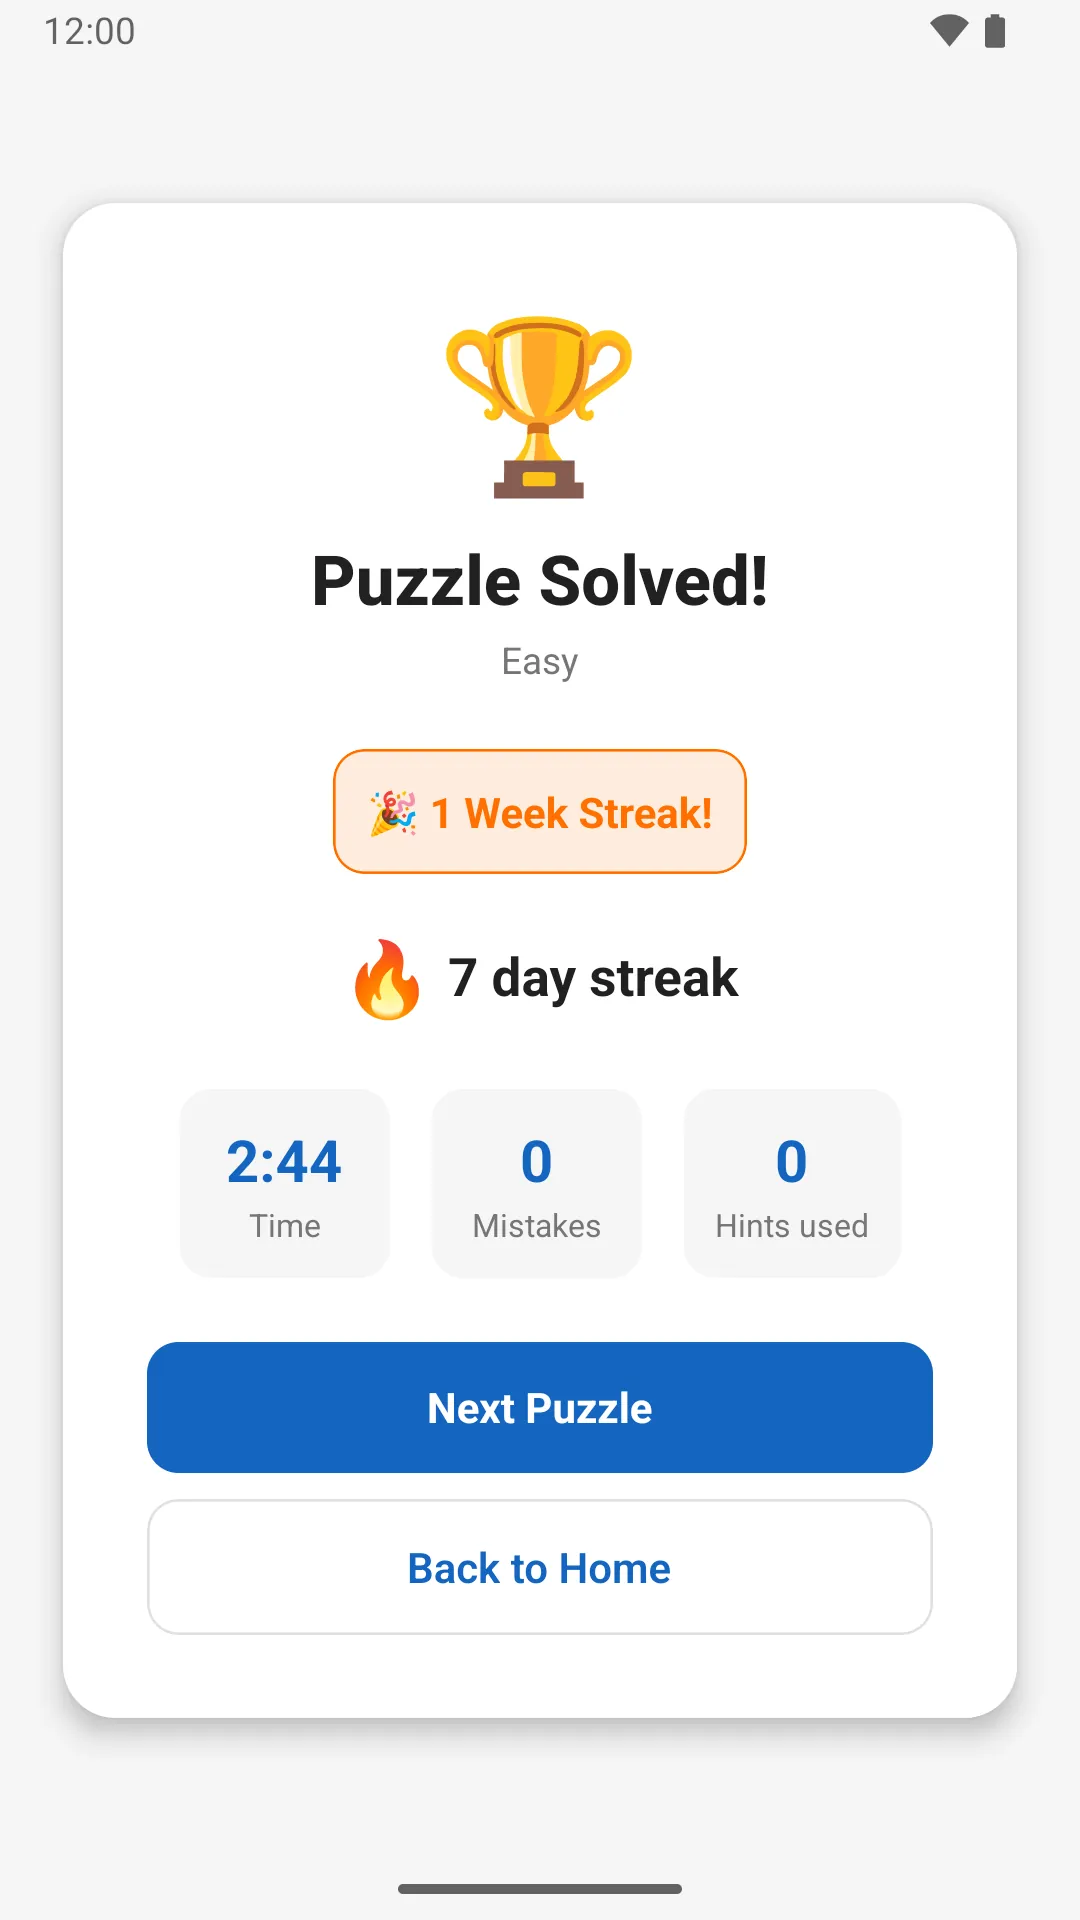 12:00
Puzzle Solved!
Easy
🎉 1 Week Streak!
🔥 7 day streak
2:44
Time
0
Mistakes
0
Hints used
Next Puzzle
Back to Home